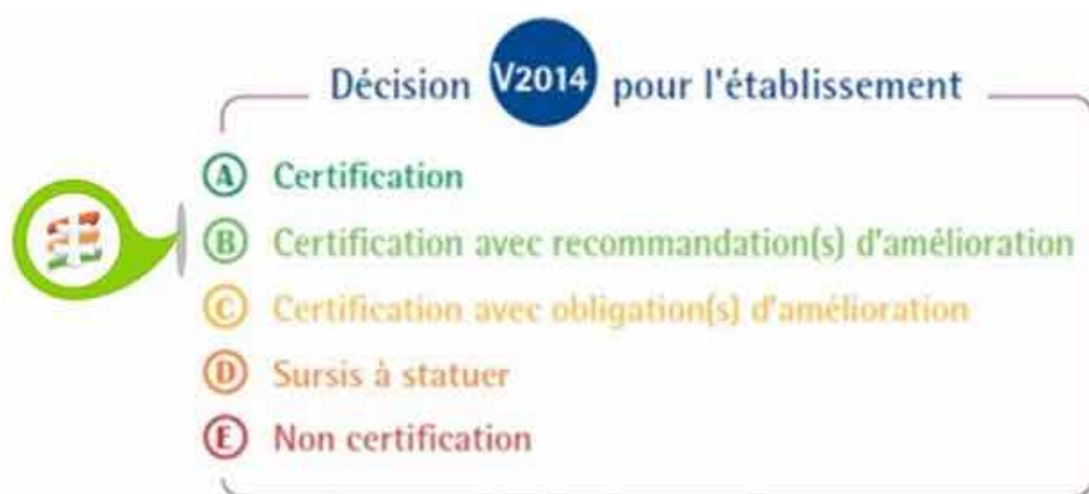 Décision V2014 pour l'établissement
A Certification
B Certification avec recommandation(s) d'amélioration
C Certification avec obligation(s) d'amélioration
D Sursis à statuer
E Non certification